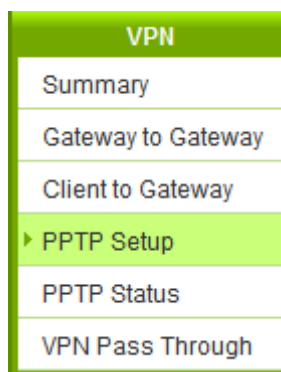 VPN
Summary
Gateway to Gateway
Client to Gateway
PPTP Setup
PPTP Status
VPN Pass Through